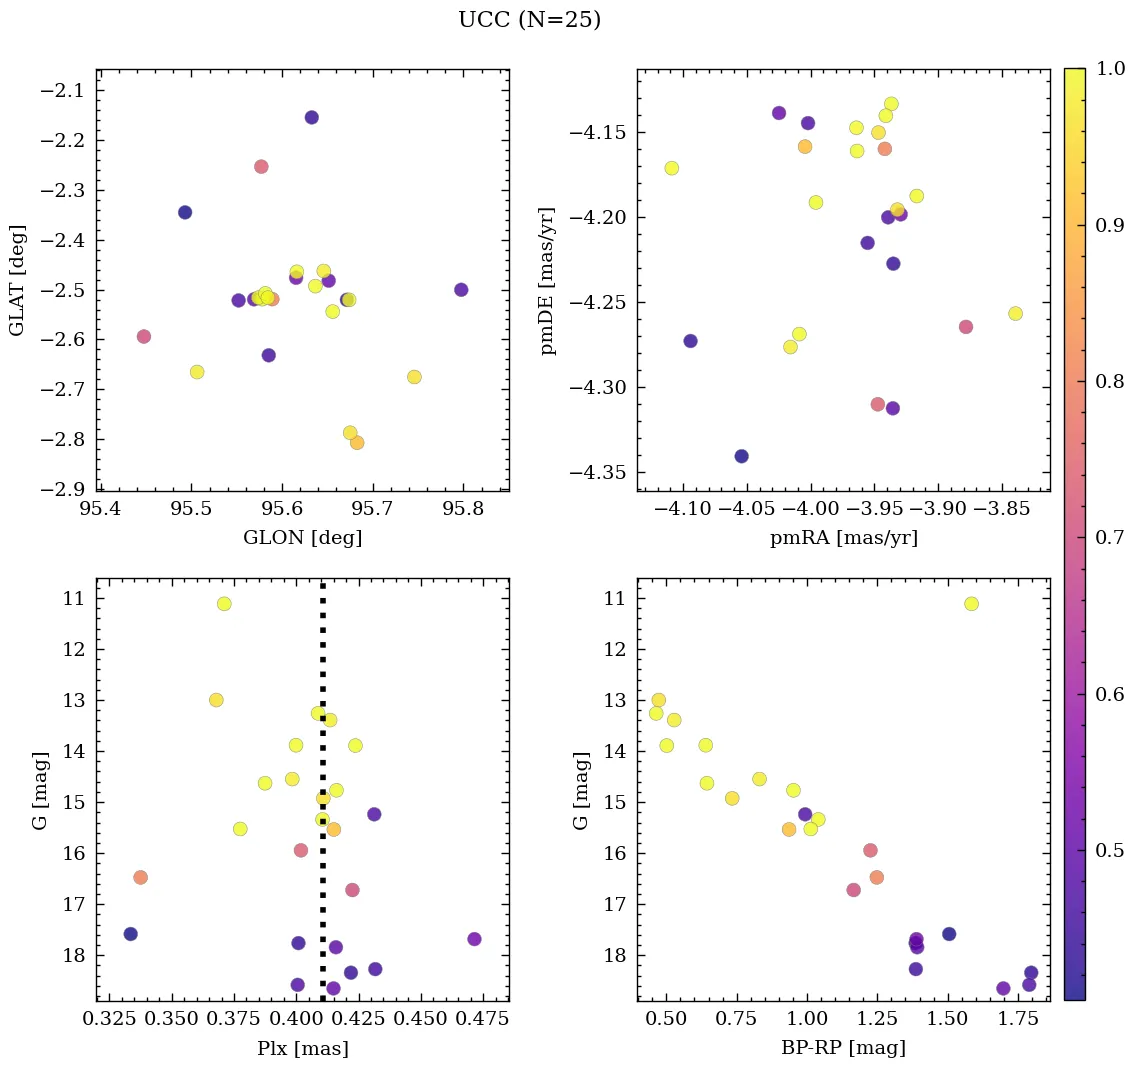 UCC (N=25)
−2.1
−2.2
−2.3
−2.4
−2.5
−2.6
−2.7
−2.8
−2.9
GLAT [deg]
95.4 95.5 95.6 95.7 95.8
GLON [deg]
−4.15
−4.20
−4.25
−4.30
−4.35
pmDE [mas/yr]
−4.10 −4.05 −4.00 −3.95 −3.90 −3.85
pmRA [mas/yr]
1.0
0.9
0.8
0.7
0.6
0.5
11
12
13
14
15
16
17
18
G [mag]
0.325 0.350 0.375 0.400 0.425 0.450 0.475
Plx [mas]
11
12
13
14
15
16
17
18
G [mag]
0.50 0.75 1.00 1.25 1.50 1.75
BP-RP [mag]